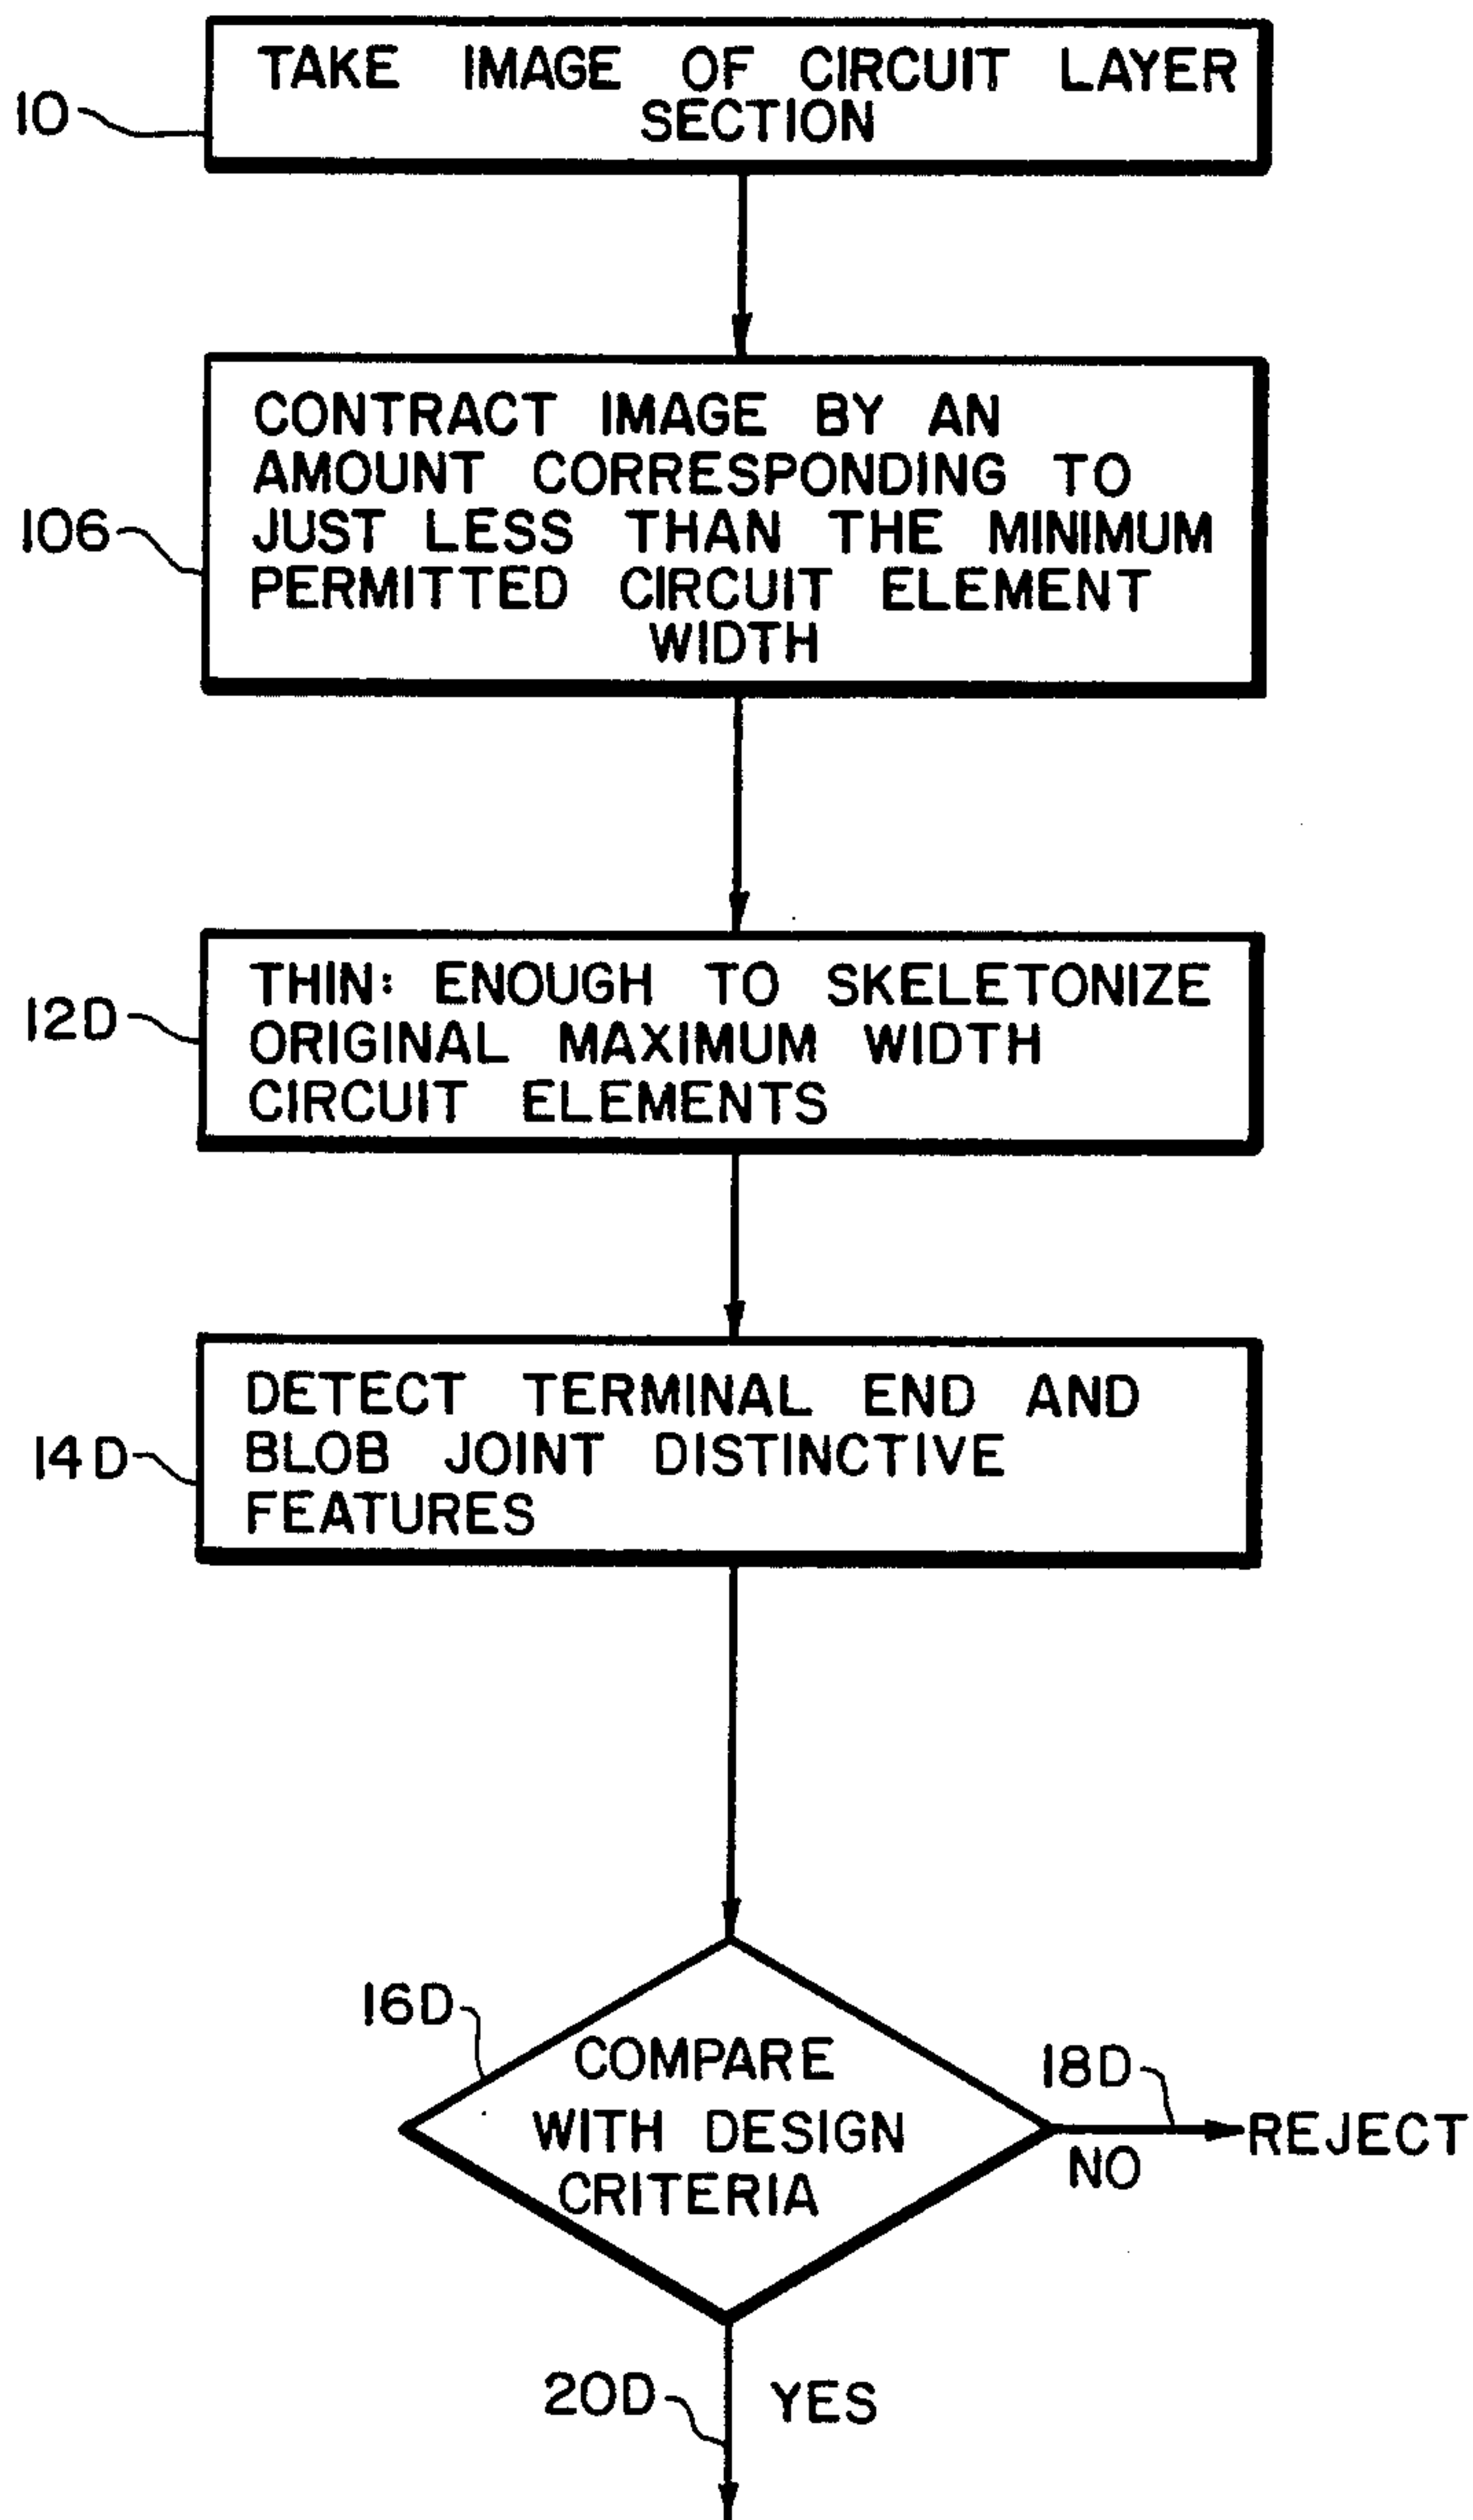 TAKE IMAGE OF CIRCUIT LAYER
SECTION
10
CONTRACT IMAGE BY AN
AMOUNT CORRESPONDING TO
JUST LESS THAN THE MINIMUM
PERMITTED CIRCUIT ELEMENT
WIDTH
106
THIN: ENOUGH TO SKELETONIZE
ORIGINAL MAXIMUM WIDTH
CIRCUIT ELEMENTS
12D
DETECT TERMINAL END AND
BLOB JOINT DISTINCTIVE
FEATURES
14D
16D
COMPARE
WITH DESIGN
CRITERIA
18D
REJECT
NO
20D
YES